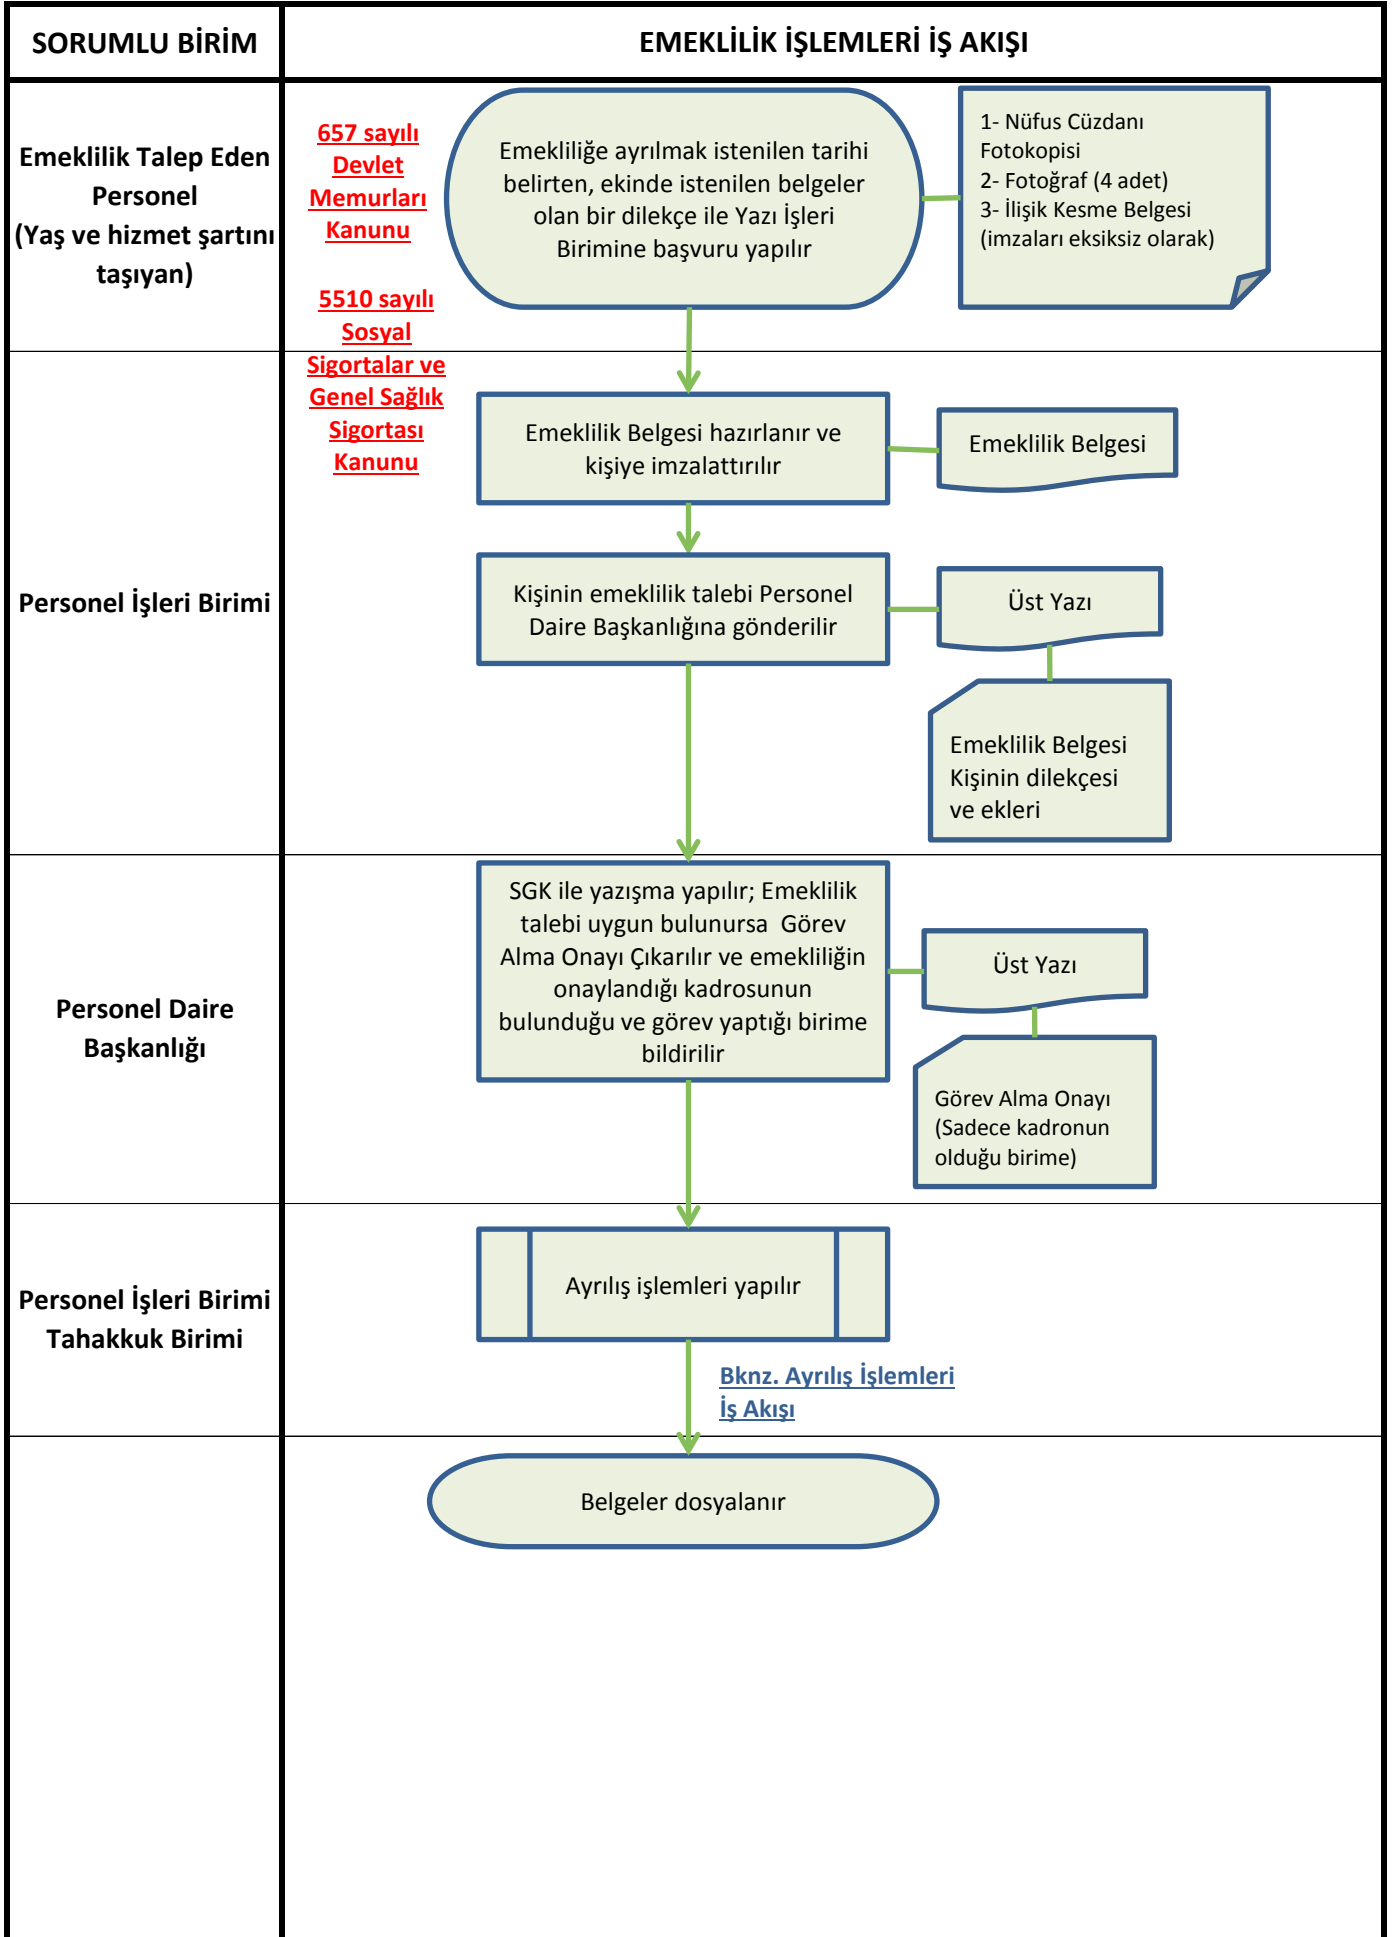 SORUMLU BİRİM
EMEKLİLİK İŞLEMLERİ İŞ AKIŞI
Emeklilik Talep Eden
Personel
(Yaş ve hizmet şartını
taşıyan)
657 sayılı
Devlet
Memurları
Kanunu
5510 sayılı
Sosyal
Sigortalar ve
Genel Sağlık
Sigortası
Kanunu
Emekliliğe ayrılmak istenilen tarihi
belirten, ekinde istenilen belgeler
olan bir dilekçe ile Yazı İşleri
Birimine başvuru yapılır
1- Nüfus Cüzdanı
Fotokopisi
2- Fotoğraf (4 adet)
3- İlişik Kesme Belgesi
(imzaları eksiksiz olarak)
Personel İşleri Birimi
Emeklilik Belgesi hazırlanır ve
kişiye imzalattırılır
Emeklilik Belgesi
Kişinin emeklilik talebi Personel
Daire Başkanlığına gönderilir
Üst Yazı
Emeklilik Belgesi
Kişinin dilekçesi
ve ekleri
Personel Daire
Başkanlığı
SGK ile yazışma yapılır; Emeklilik
talebi uygun bulunursa  Görev
Alma Onayı Çıkarılır ve emekliliğin
onaylandığı kadrosunun
bulunduğu ve görev yaptığı birime
bildirilir
Üst Yazı
Görev Alma Onayı
(Sadece kadronun
olduğu birime)
Personel İşleri Birimi
Tahakkuk Birimi
Ayrılış işlemleri yapılır
Bknz. Ayrılış İşlemleri
İş Akışı
Belgeler dosyalanır